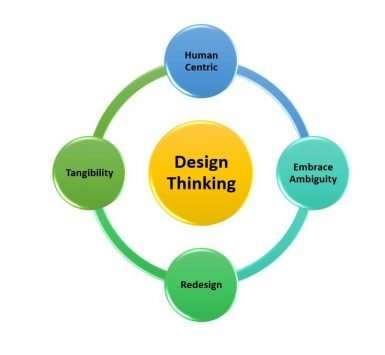 Human
Centric
Design
Thinking
Embrace
Ambiguity
Redesign
Tangibility